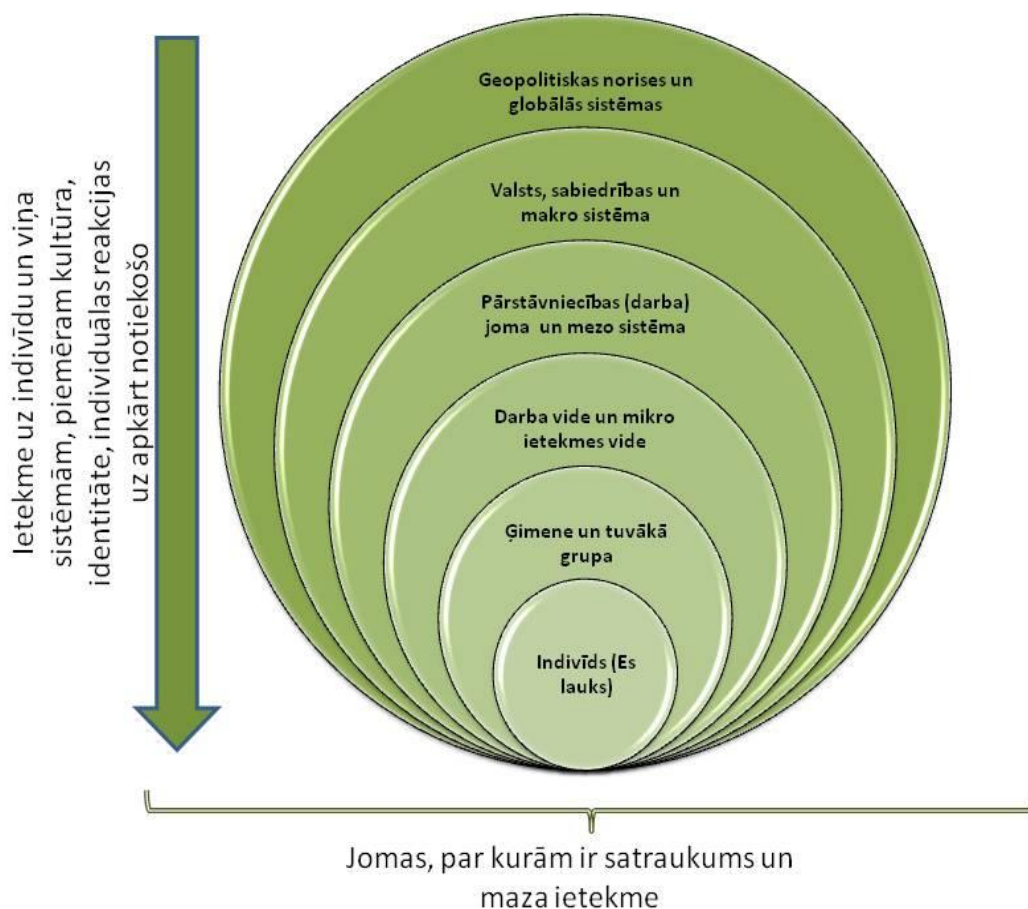 Ietekme uz indivīdu un viņa
sistēmām, piemēram kultūra,
identitāte, individuālas reakcijas
uz apkārt notiekošo
Geopolitiskas norises un
globālās sistēmas
Valsts, sabiedrības un
makro sistēma
Pārstāvniecības (darba)
joma un mezo sistēma
Darba vide un mikro
ietekmes vide
Ģimene un tuvākā
grupa
Indivīds (Es
lauks)
Jomas, par kurām ir satraukums un
maza ietekme